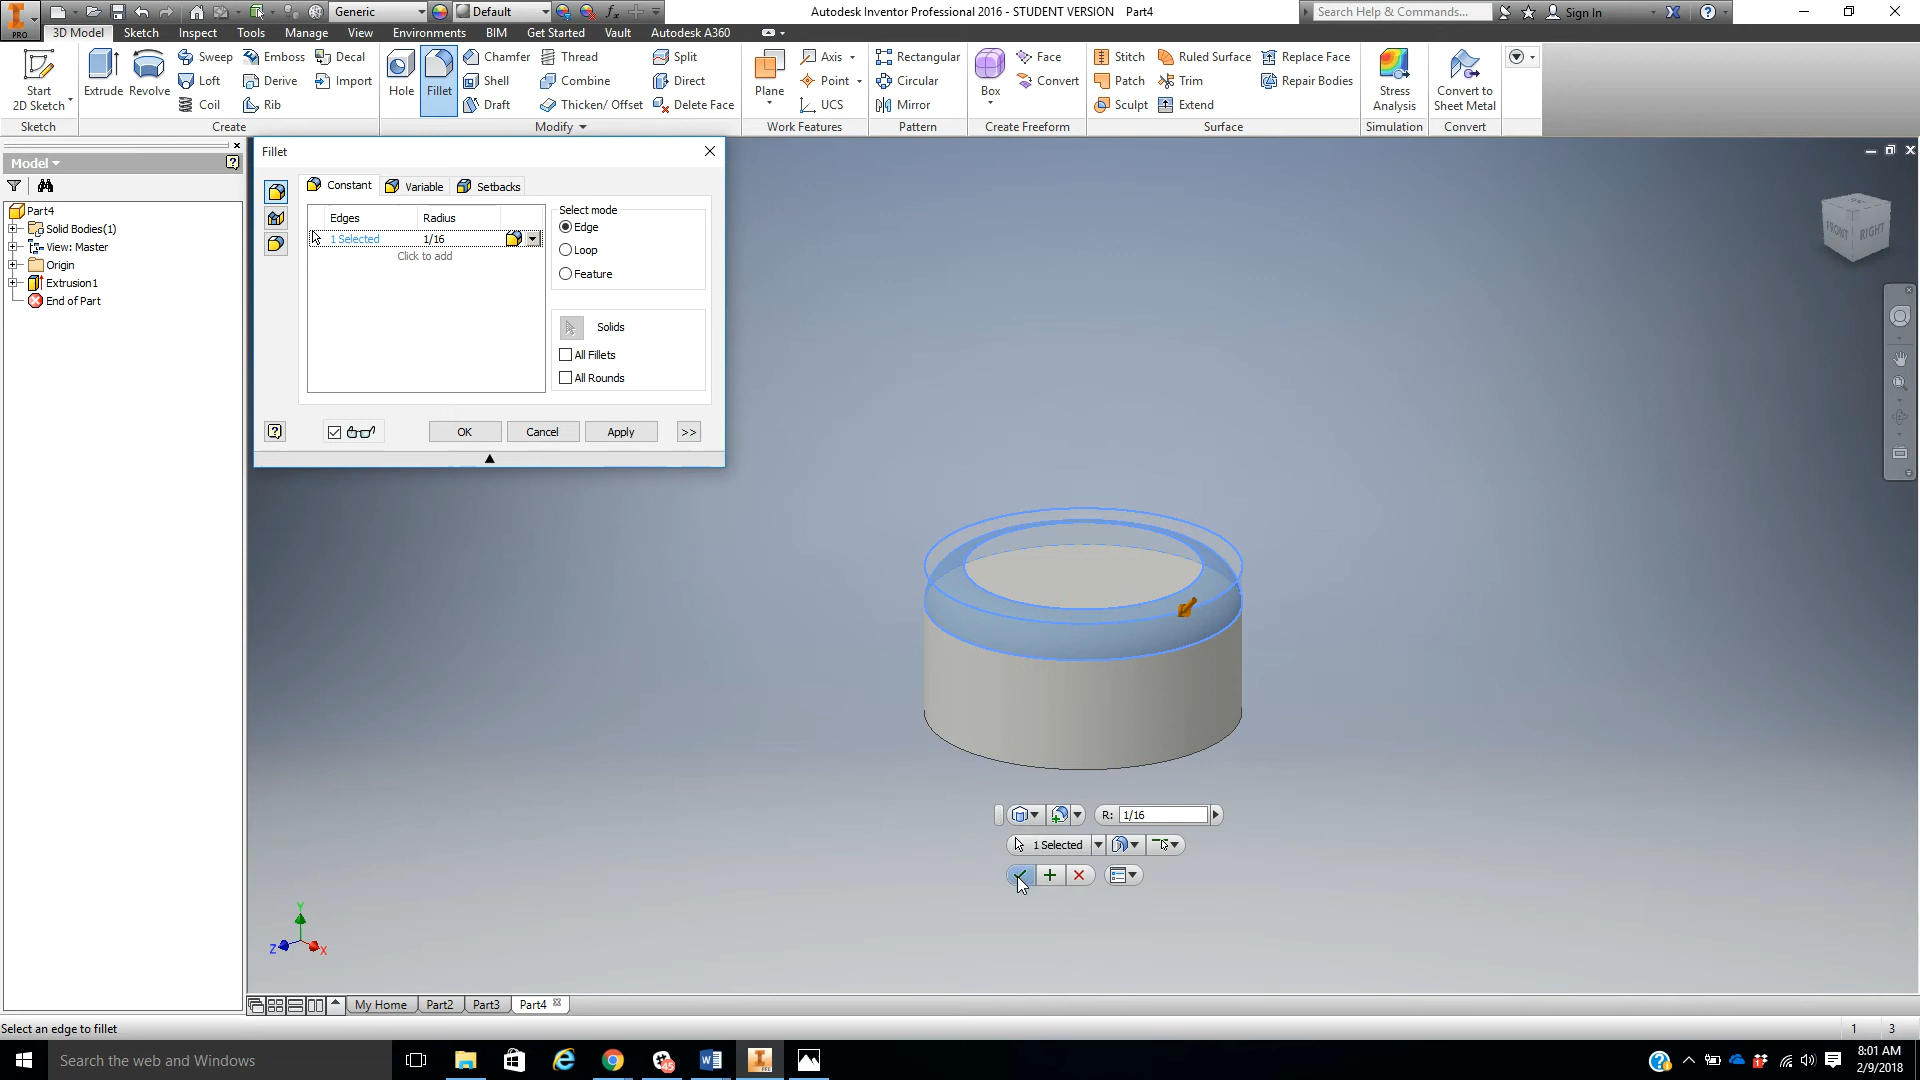 Generic
Default
Autodesk Inventor Professional 2016 - STUDENT VERSION Part4
Search Help & Commands...
Sign In
PRO
3D Model Sketch Inspect Tools Manage View Environments BIM Get Started Vault Autodesk A360
Start
2D Sketch
Extrude Revolve
Sweep Emboss Decal
Loft Derive Import
Coil Rib
Hole Fillet
Chamfer Thread Split
Shell Combine Direct
Draft Thicken/ Offset Delete Face
Plane
Axis
Point
UCS
Rectangular
Circular
Mirror
Box
Face
Convert
Stitch Ruled Surface Replace Face
Patch Trim Repair Bodies
Sculpt Extend
Stress
Analysis
Convert to
Sheet Metal
Sketch Create Modify Work Features Pattern Create Freeform Surface Simulation Convert
Model
Part4
Solid Bodies(1)
View: Master
Origin
Extrusion1
End of Part
Fillet
Constant Variable Setbacks
Edges Radius
1 Selected 1/16
Click to add
Select mode
Edge
Loop
Feature
Solids
All Fillets
All Rounds
OK Cancel Apply >>
FRONT RIGHT
R: 1/16
1 Selected
Y
Z X
My Home Part2 Part3 Part4
Select an edge to fillet
1 3
Search the web and Windows
45
PRO
8:01 AM
2/9/2018